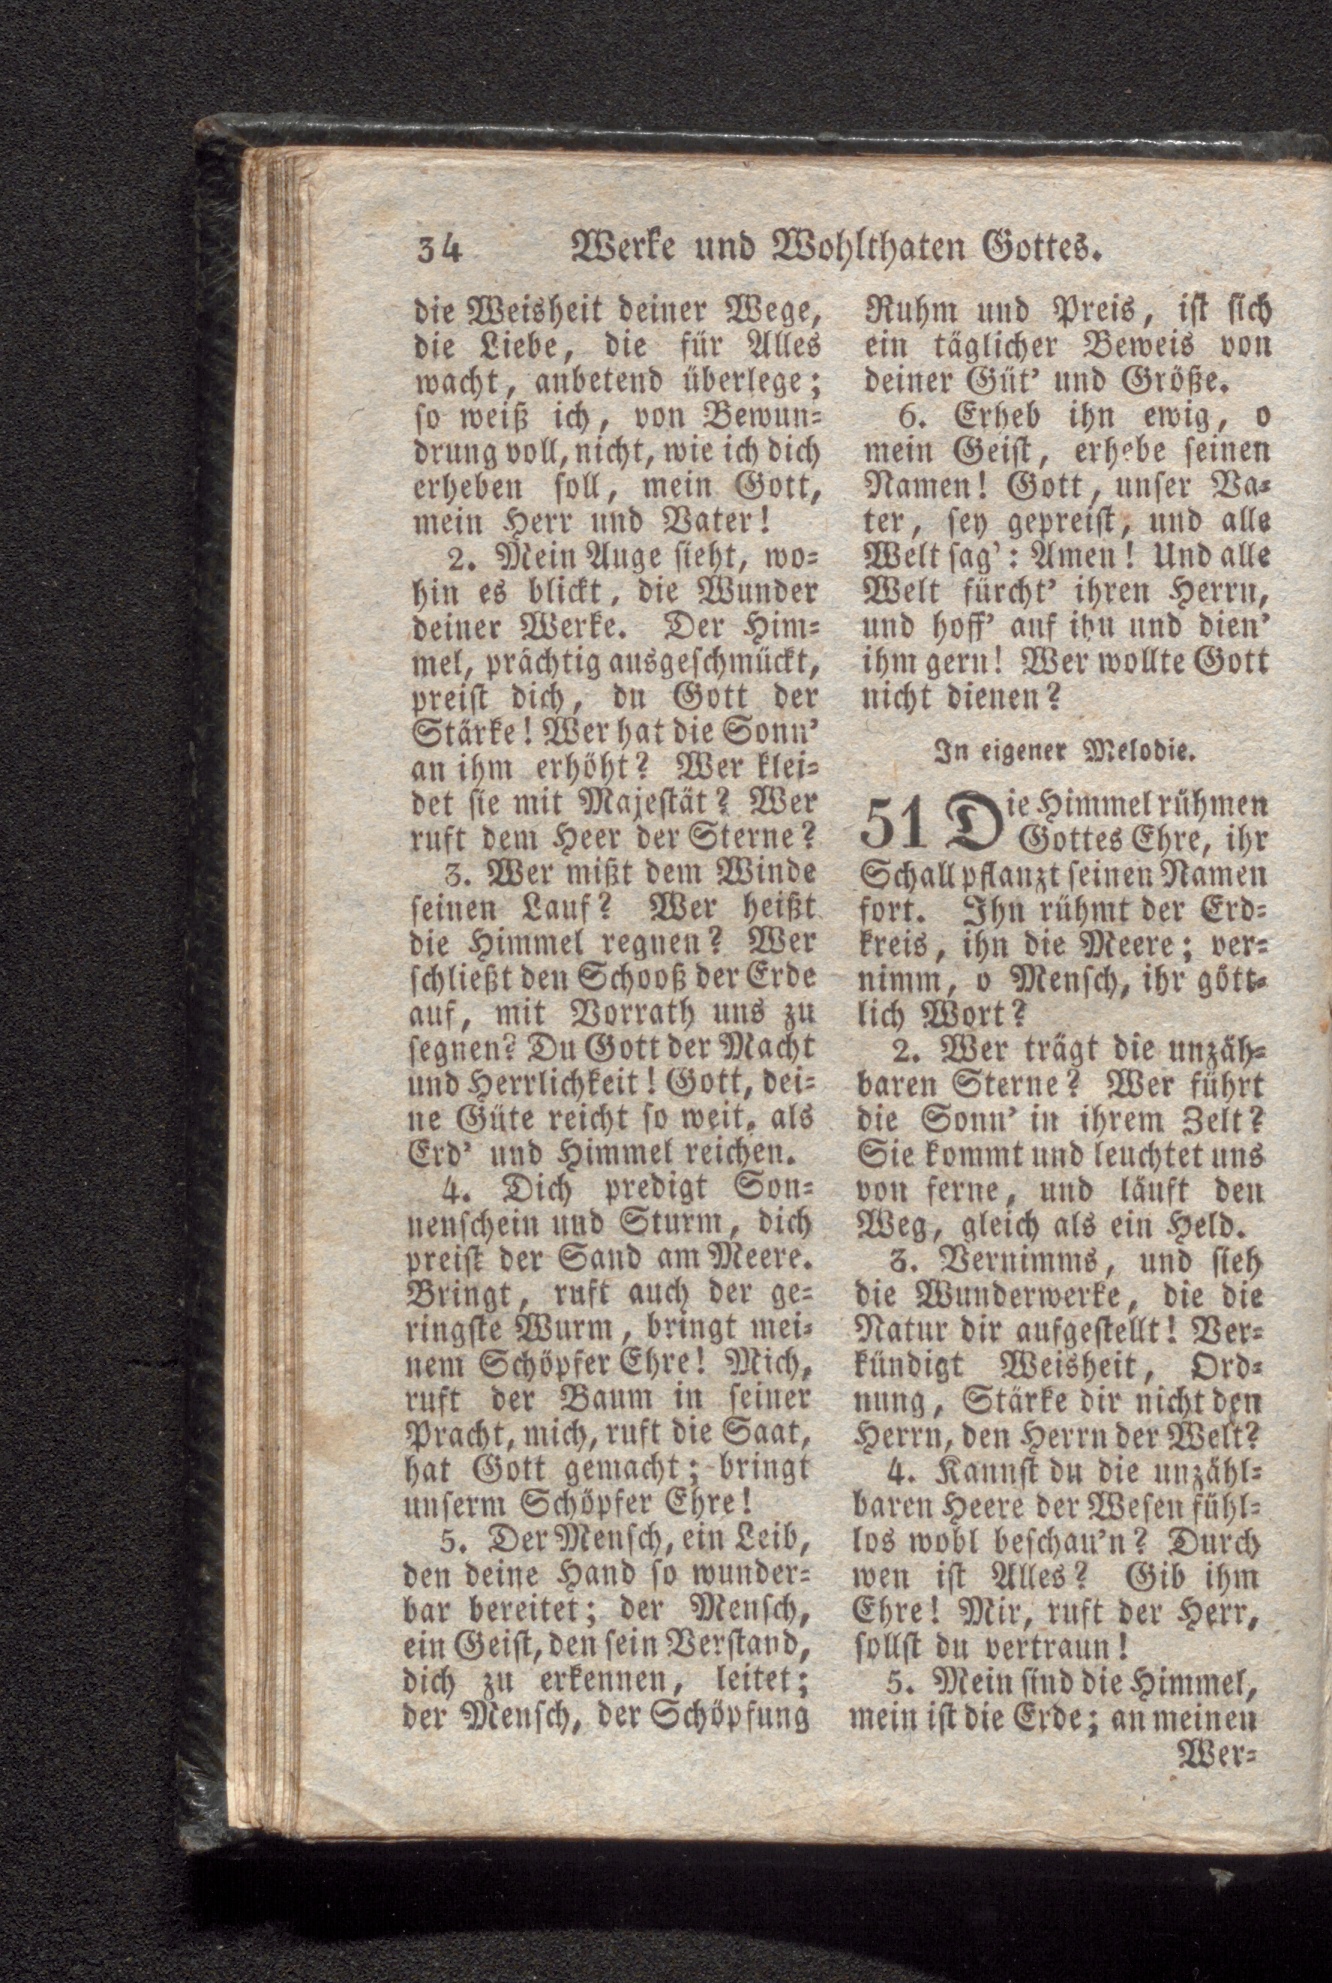 34 Werke und Wohlthaten Gottes.
die Weisheit deiner Wege,
die Liebe, die für Alles
wacht, anbetend überlege;
so weiß ich, von Bewun-
drung voll, nicht, wie ich dich
erheben soll, mein Gott,
mein Herr und Vater!
2. Mein Auge sieht, wo-
hin es blickt, die Wunder
deiner Werke. Der Him-
mel, prächtig ausgeschmückt,
preist dich, du Gott der
Stärke! Wer hat die Sonn'
an ihm erhöht? Wer klei-
det sie mit Majestät? Wer
ruft dem Heer der Sterne?
3. Wer mißt dem Winde
seinen Lauf? Wer heißt
die Himmel regnen? Wer
schließt den Schooß der Erde
auf, mit Vorrath uns zu
segnen? Du Gott der Macht
und Herrlichkeit! Gott, dei-
ne Güte reicht so weit, als
Erd' und Himmel reichen.
4. Dich predigt Son-
nenschein und Sturm, dich
preist der Sand am Meere.
Bringt, ruft auch der ge-
ringste Wurm, bringt mei-
nem Schöpfer Ehre! Mich,
ruft der Baum in seiner
Pracht, mich, ruft die Saat,
hat Gott gemacht; bringt
unserm Schöpfer Ehre!
5. Der Mensch, ein Leib,
den deine Hand so wunder-
bar bereitet; der Mensch,
ein Geist, den sein Verstand,
dich zu erkennen, leitet;
der Mensch, der Schöpfung
Ruhm und Preis, ist sich
ein täglicher Beweis von
deiner Güt' und Größe.
6. Erheb ihn ewig, o
mein Geist, erhebe seinen
Namen! Gott, unser Va-
ter, sey gepreist, und alle
Welt sag': Amen! Und alle
Welt fürcht' ihren Herrn,
und hoff' auf ihn und dien'
ihm gern! Wer wollte Gott
nicht dienen?
In eigener Melodie.
51 Die Himmel rühmen
Gottes Ehre, ihr
Schall pflanzt seinen Namen
fort. Ihn rühmt der Erd-
kreis, ihn die Meere; ver-
nimm, o Mensch, ihr gött-
lich Wort?
2. Wer trägt die unzäh-
baren Sterne? Wer führt
die Sonn' in ihrem Zelt?
Sie kommt und leuchtet uns
von ferne, und läuft den
Weg, gleich als ein Held.
3. Vernimms, und sieh
die Wunderwerke, die die
Natur dir aufgestellt! Ver-
kündigt Weisheit, Ord-
nung, Stärke dir nicht den
Herrn, den Herrn der Welt?
4. Kannst du die unzähl-
baren Heere der Wesen fühl-
los wohl beschau'n? Durch
wen ist Alles? Gib ihm
Ehre! Mir, ruft der Herr,
sollst du vertraun!
5. Mein sind die Himmel,
mein ist die Erde; an meinen
Wer-